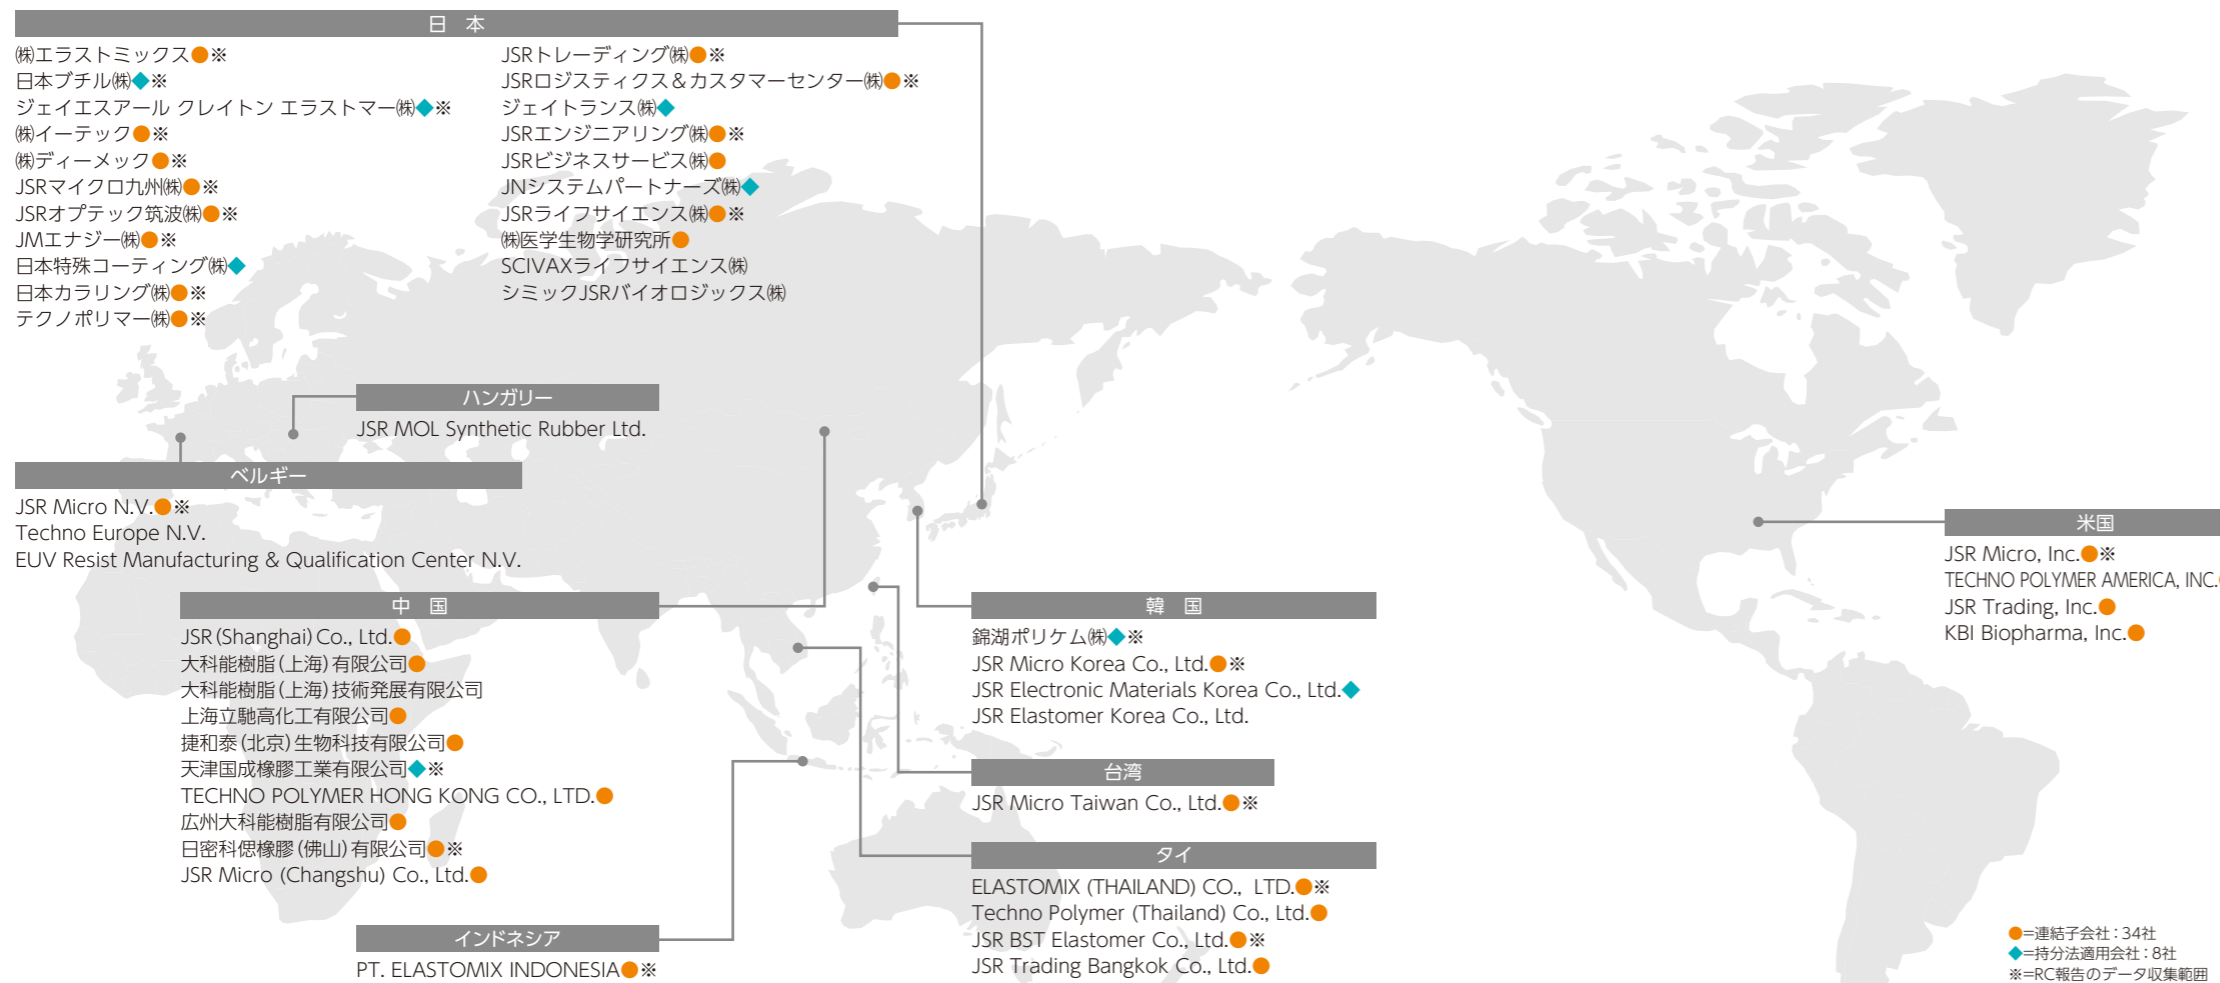 日 本
㈱エラストミックス●※
日本ブチル㈱◆※
ジェイエスアール クレイトン エラストマー㈱◆※
㈱イーテック●※
㈱ディーメック●※
JSRマイクロ九州㈱●※
JSRオプテック筑波㈱●※
JMエナジー㈱●※
日本特殊コーティング㈱◆
日本カラリング㈱●※
テクノポリマー㈱●※
JSRトレーディング㈱●※
JSRロジスティクス＆カスタマーセンター㈱●※
ジェイトランス㈱◆
JSRエンジニアリング㈱●※
JSRビジネスサービス㈱●
JNシステムパートナーズ㈱◆
JSRライフサイエンス㈱●※
㈱医学生物学研究所●
SCIVAXライフサイエンス㈱
シミックJSRバイオロジックス㈱
ハンガリー
JSR MOL Synthetic Rubber Ltd.
ベルギー
JSR Micro N.V.●※
Techno Europe N.V.
EUV Resist Manufacturing & Qualification Center N.V.
中 国
JSR (Shanghai) Co., Ltd.●
大科能樹脂(上海)有限公司●
大科能樹脂(上海)技術発展有限公司
上海立馳高化工有限公司●
捷和泰(北京)生物科技有限公司●
天津国成橡膠工業有限公司◆※
TECHNO POLYMER HONG KONG CO., LTD.●
広州大科能樹脂有限公司●
日密科偲橡膠(佛山)有限公司●※
JSR Micro (Changshu) Co., Ltd.●
インドネシア
PT. ELASTOMIX INDONESIA●※
韓 国
錦湖ポリケム㈱◆※
JSR Micro Korea Co., Ltd.●※
JSR Electronic Materials Korea Co., Ltd.◆
JSR Elastomer Korea Co., Ltd.
台湾
JSR Micro Taiwan Co., Ltd.●※
タイ
ELASTOMIX (THAILAND) CO., LTD.●※
Techno Polymer (Thailand) Co., Ltd.●
JSR BST Elastomer Co., Ltd.●※
JSR Trading Bangkok Co., Ltd.●
米国
JSR Micro, Inc.●※
TECHNO POLYMER AMERICA, INC.
JSR Trading, Inc.●
KBI Biopharma, Inc.●
●=連結子会社：34社
◆=持分法適用会社：8社
※=RC報告のデータ収集範囲